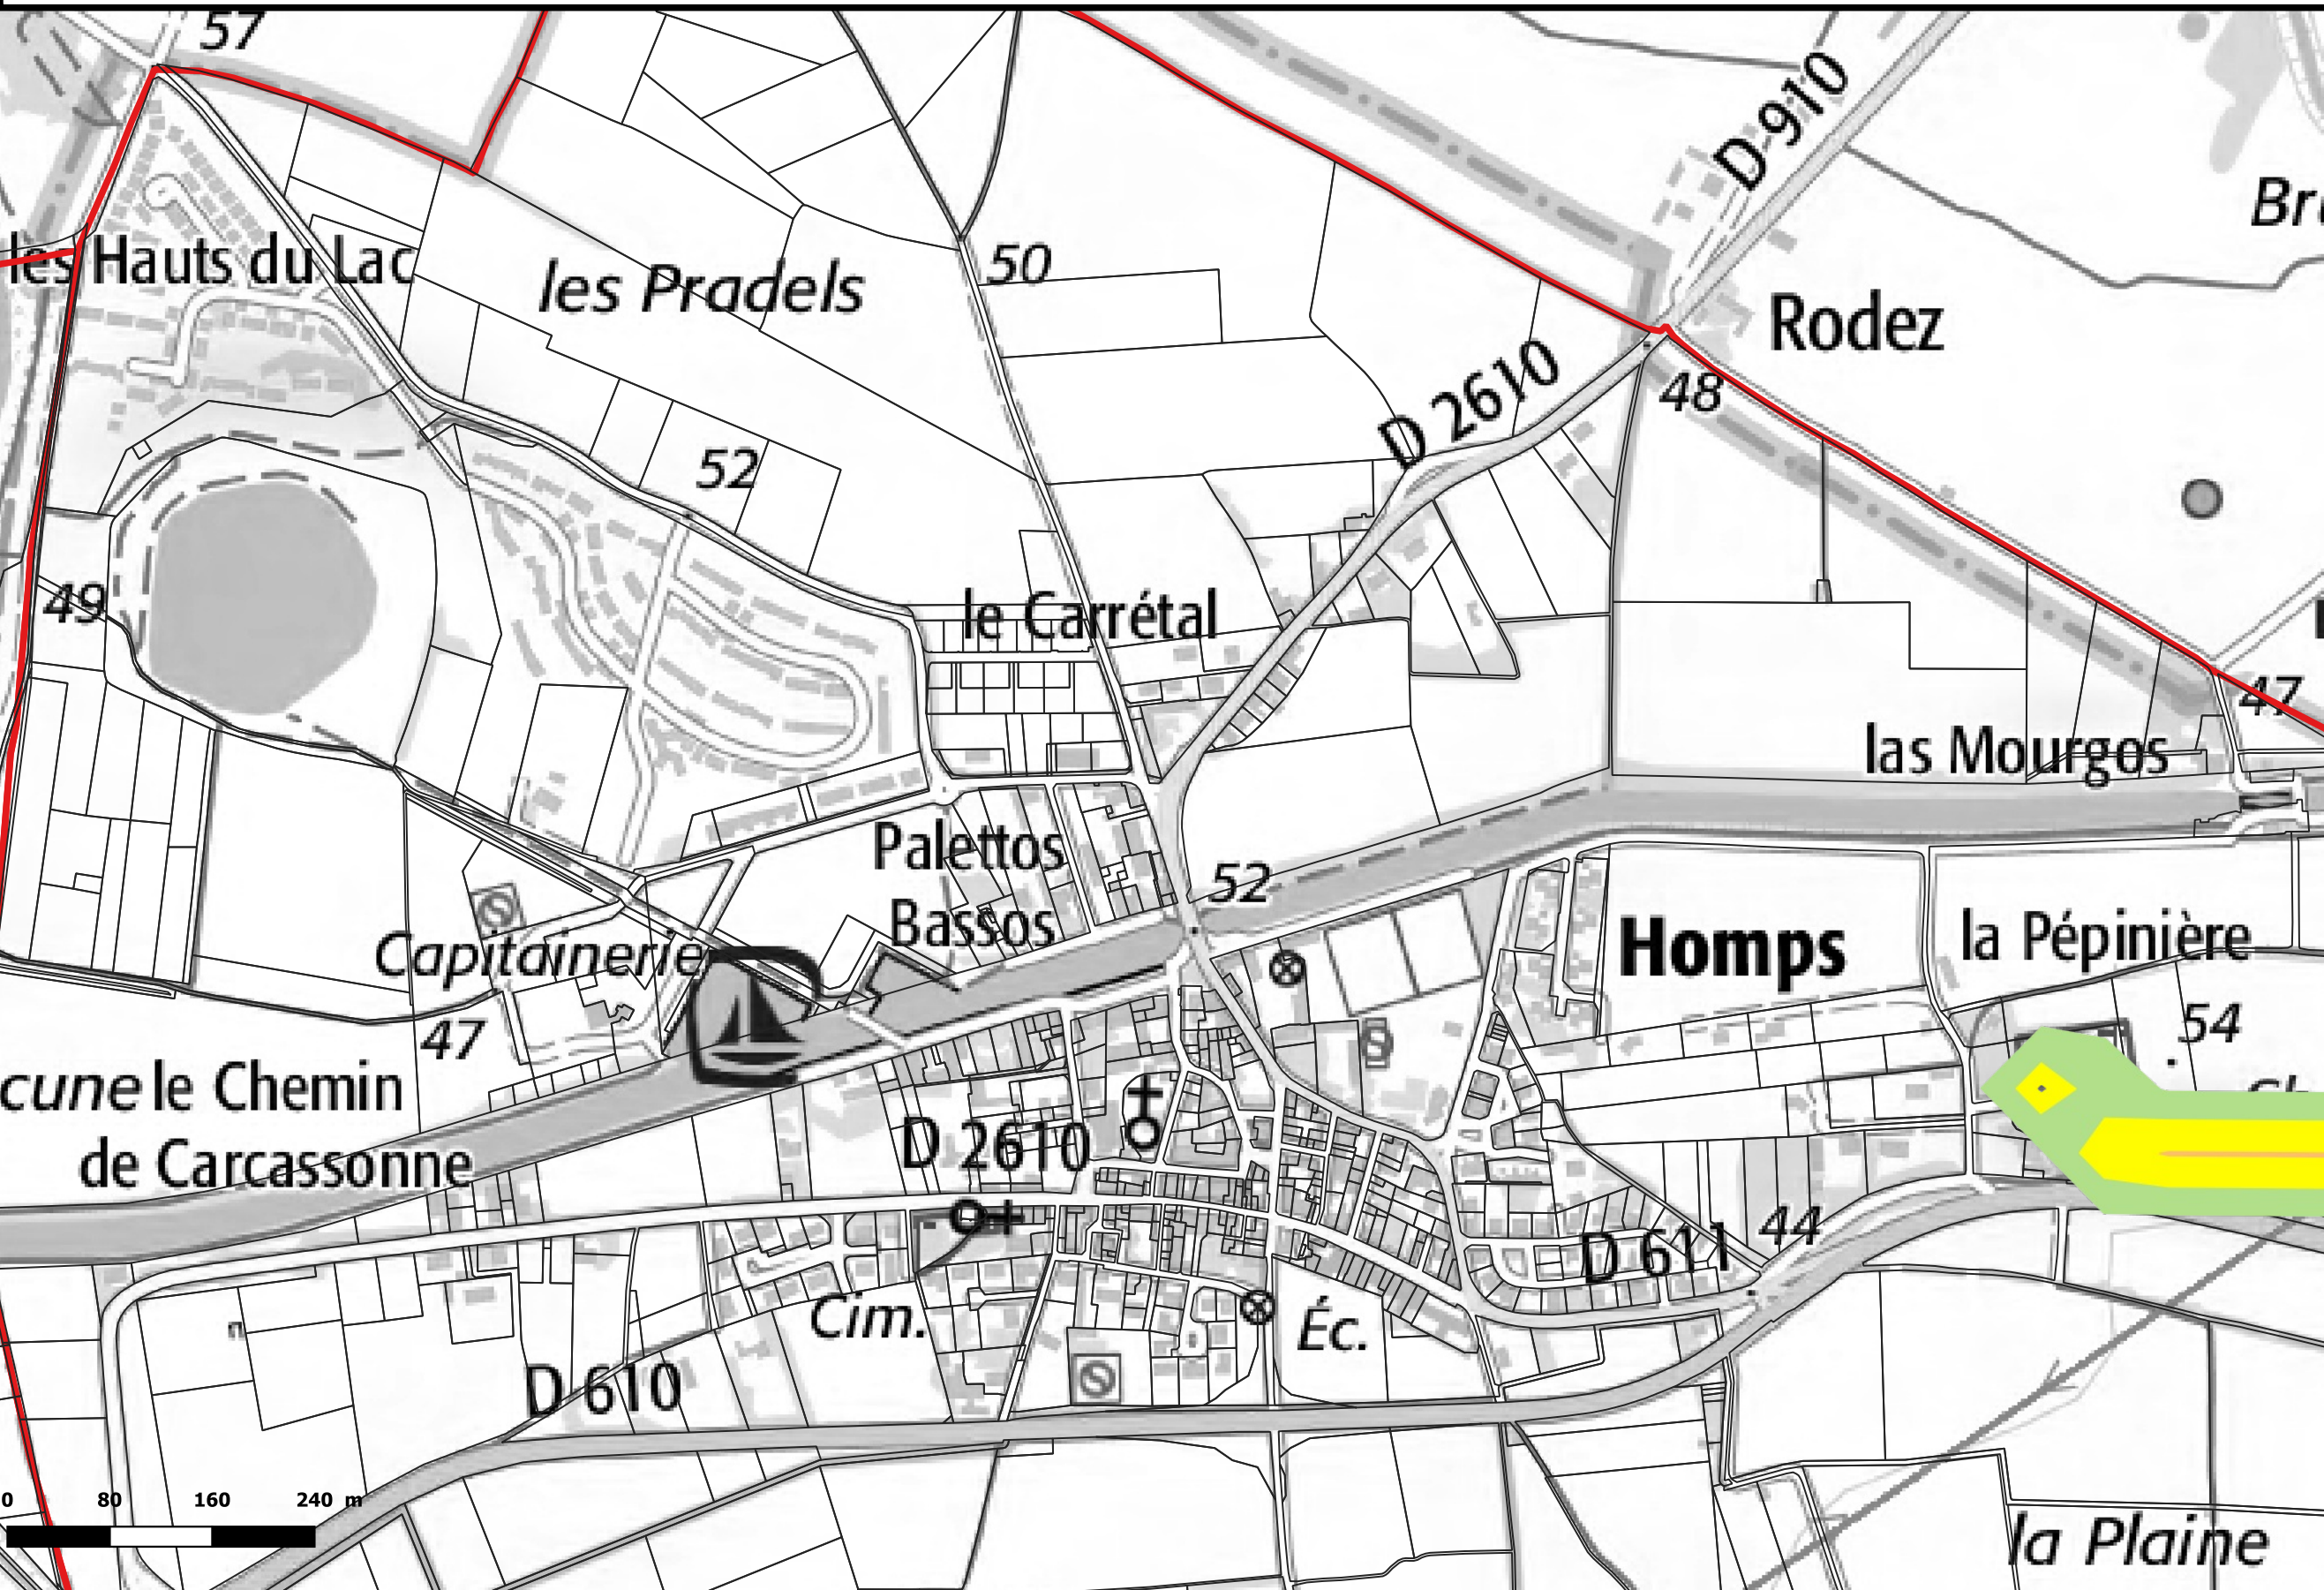 57
D 910
les Hauts du Lac
les Pradels
50
Rodez
D 2610
48
52
49
le Carrétal
47
las Mourgos
Palettos
Bassos
52
Homps
la Pépinière
Capitainerie
47
54
cune le Chemin
de Carcassonne
D 2610
D 611
44
Cim.
Éc.
D 610
0 80 160 240 m
la Plaine